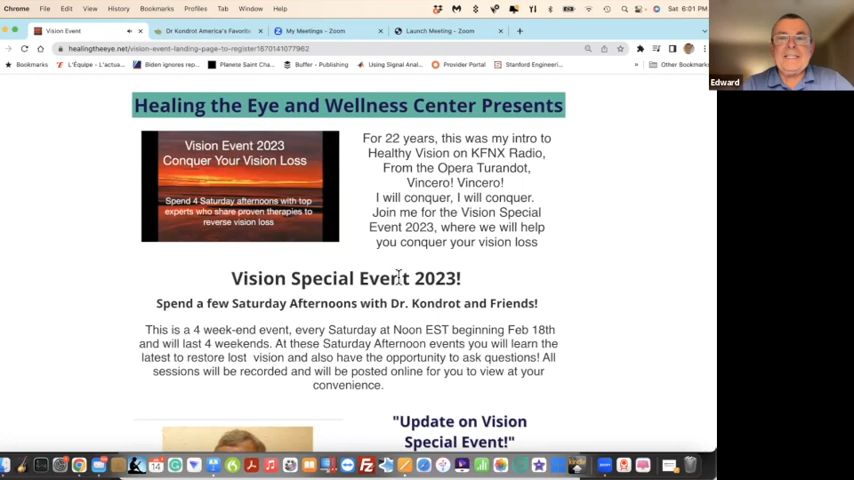 Chrome File Edit View History Bookmarks Profiles Tab Window Help Sat 6:01 PM
Vision Event Dr Kondrot America's Favorit My Meetings - Zoom Launch Meeting - Zoom
healingtheeye.net/vision-event-landing-page-to-register1670141077962
Bookmarks L'Équipe - L'actua... Biden ignores rep... Planete Saint Cha... Buffer - Publishing Using Signal Anal... Provider Portal Stanford Engineeri... » Other Bookmarks
Edward
Healing the Eye and Wellness Center Presents
Vision Event 2023
Conquer Your Vision Loss
Spend 4 Saturday afternoons with top
experts who share proven therapies to
reverse vision loss
For 22 years, this was my intro to
Healthy Vision on KFNX Radio,
From the Opera Turandot,
Vincero! Vincero!
I will conquer, I will conquer.
Join me for the Vision Special
Event 2023, where we will help
you conquer your vision loss
Vision Special Event 2023!
Spend a few Saturday Afternoons with Dr. Kondrot and Friends!
This is a 4 week-end event, every Saturday at Noon EST beginning Feb 18th
and will last 4 weekends. At these Saturday Afternoon events you will learn the
latest to restore lost vision and also have the opportunity to ask questions! All
sessions will be recorded and will be posted online for you to view at your
convenience.
"Update on Vision
Special Event!"